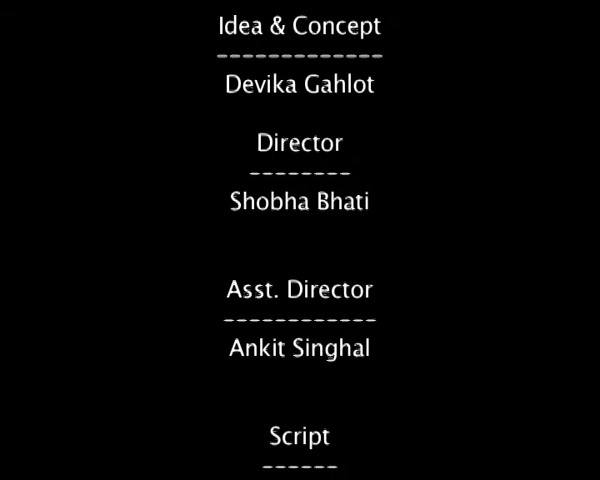 Idea & Concept
-------------
Devika Gahlot
Director
--------
Shobha Bhati
Asst. Director
------------
Ankit Singhal
Script
------